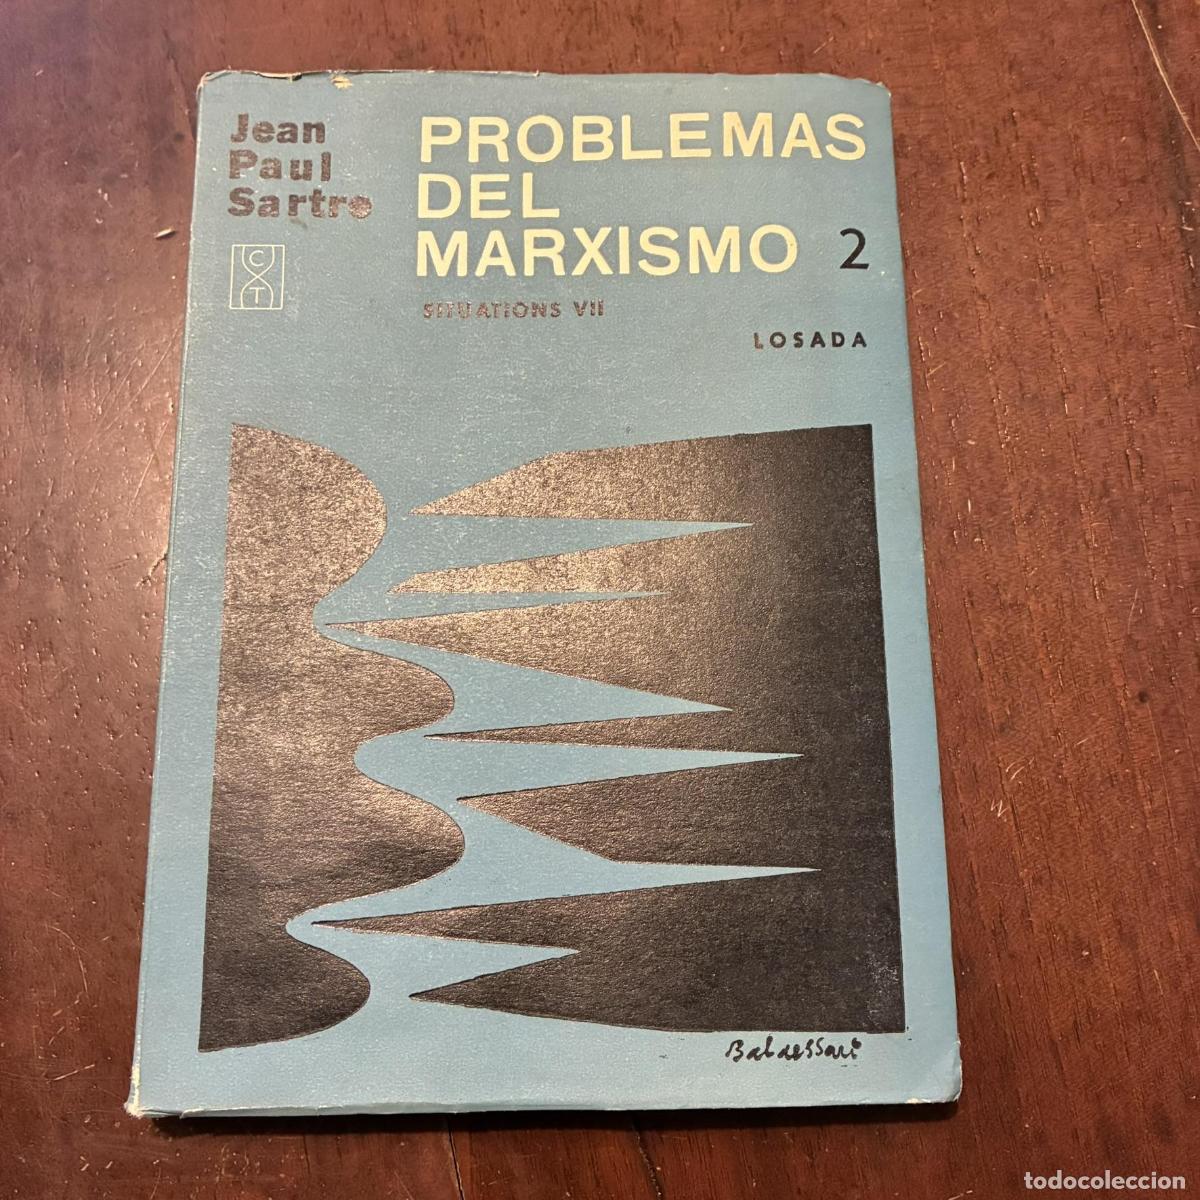 Jean
Paul
Sartre
PROBLEMAS
DEL
MARXISMO 2
SITUATIONS VII
LOSADA
C
T
Baldessari
todocoleccion